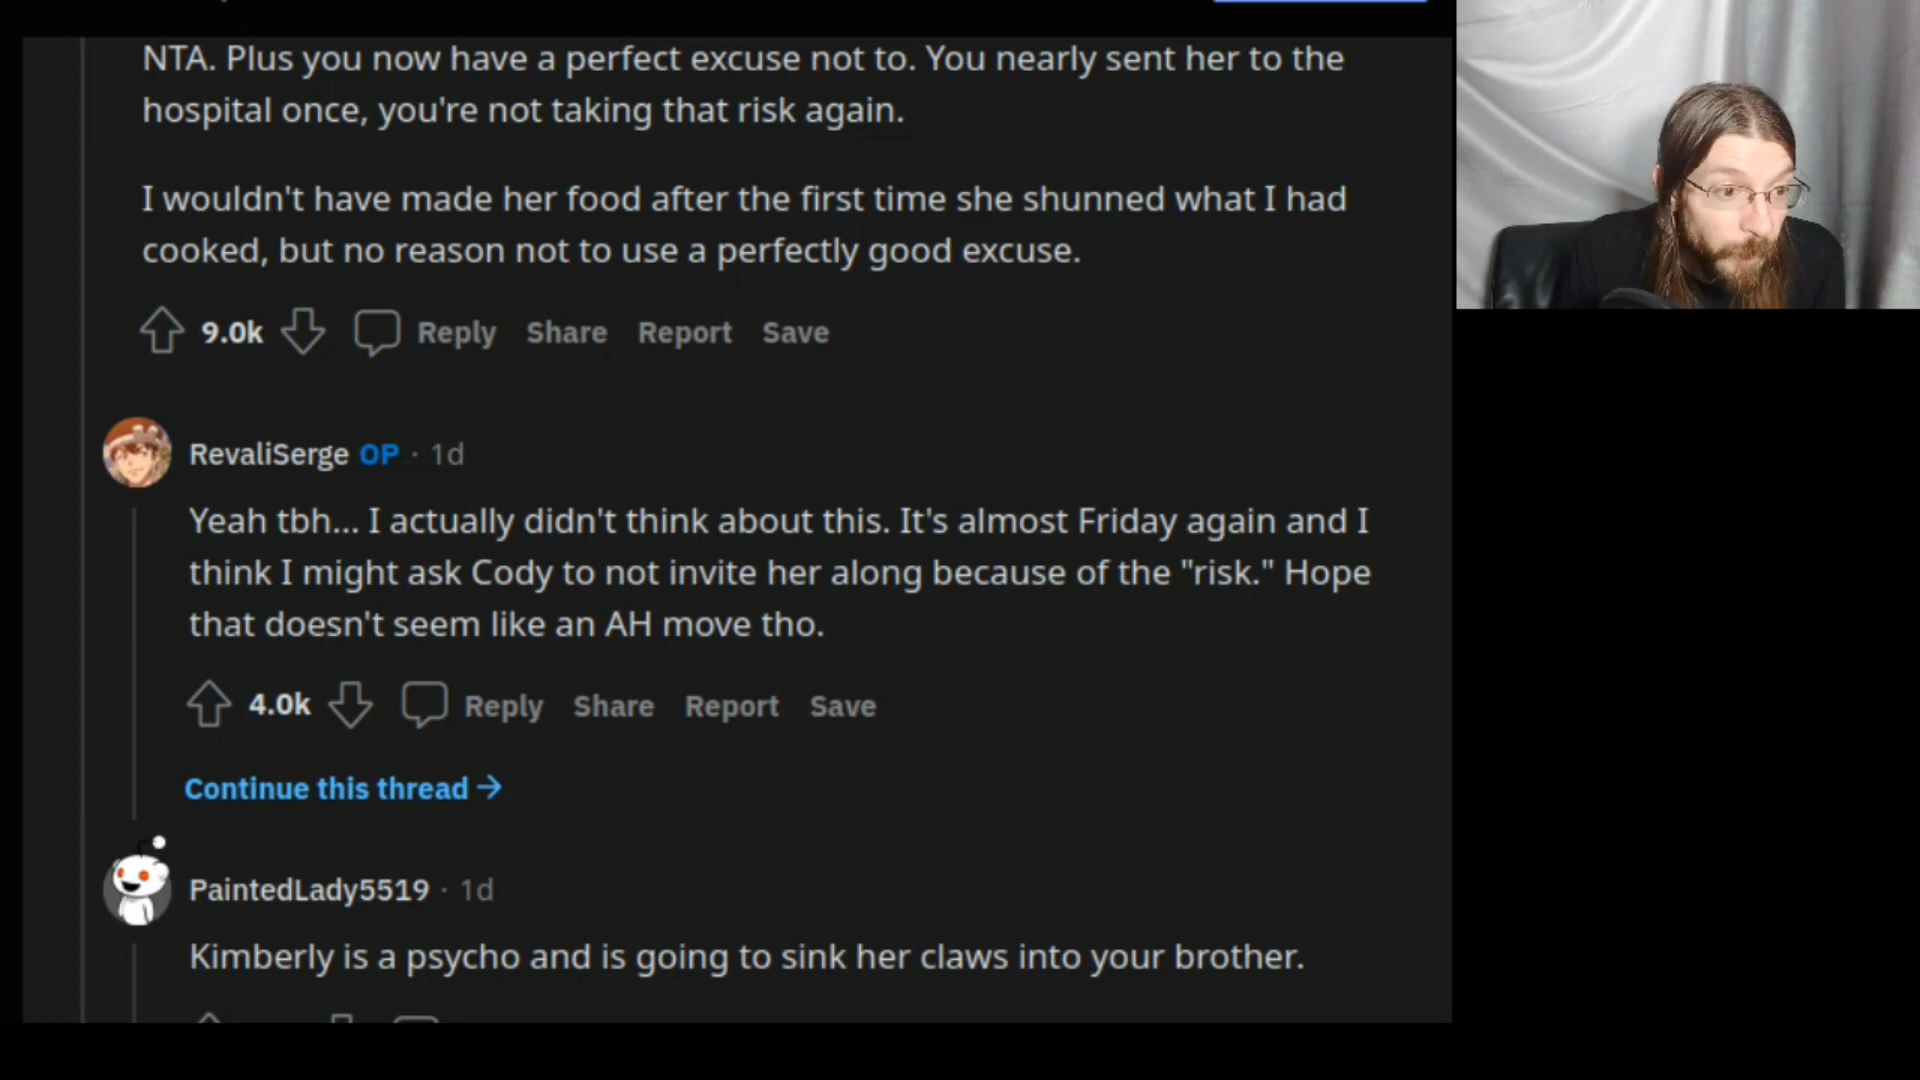 NTA. Plus you now have a perfect excuse not to. You nearly sent her to the
hospital once, you're not taking that risk again.
I wouldn't have made her food after the first time she shunned what I had
cooked, but no reason not to use a perfectly good excuse.
9.0k Reply Share Report Save
RevaliSerge OP · 1d
Yeah tbh... I actually didn't think about this. It's almost Friday again and I
think I might ask Cody to not invite her along because of the "risk." Hope
that doesn't seem like an AH move tho.
4.0k Reply Share Report Save
Continue this thread →
PaintedLady5519 · 1d
Kimberly is a psycho and is going to sink her claws into your brother.